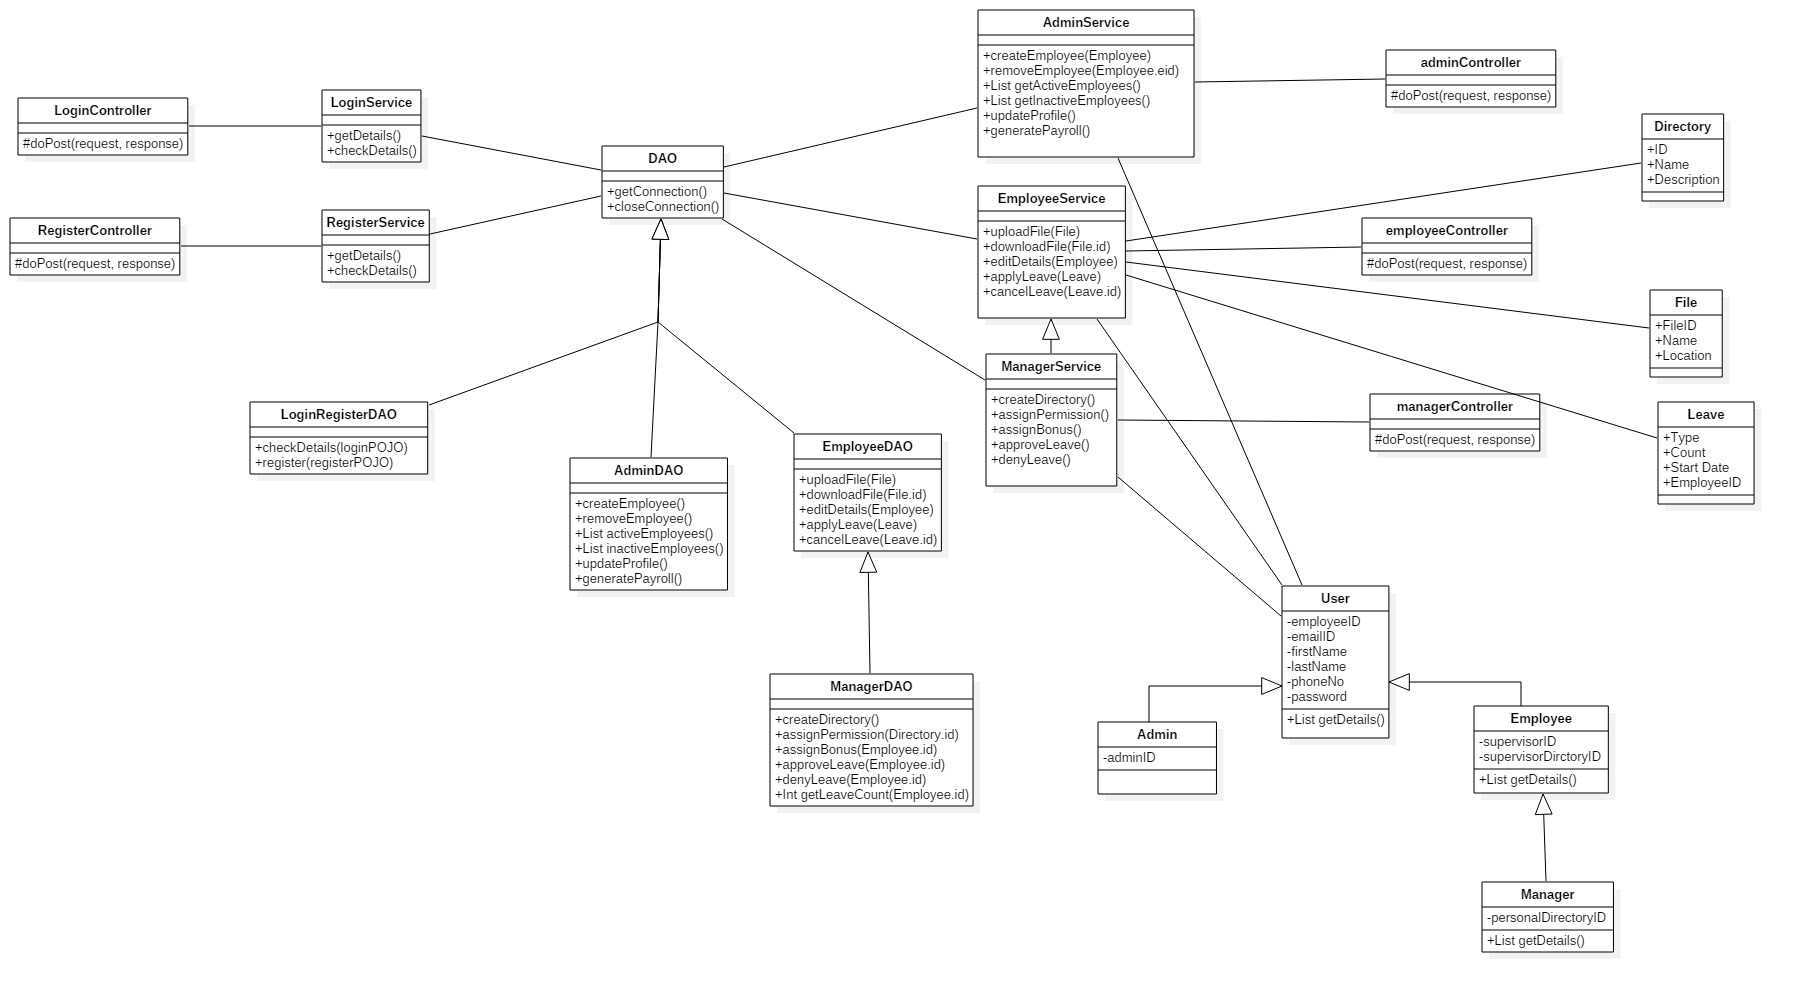 AdminService
+createEmployee(Employee)
+removeEmployee(Employee.eid)
+List getActiveEmployees()
+List getInactiveEmployees()
+updateProfile()
+generatePayroll()
adminController
#doPost(request, response)
LoginController
#doPost(request, response)
LoginService
+getDetails()
+checkDetails()
DAO
+getConnection()
+closeConnection()
Directory
+ID
+Name
+Description
RegisterController
#doPost(request, response)
RegisterService
+getDetails()
+checkDetails()
EmployeeService
+uploadFile(File)
+downloadFile(File.id)
+editDetails(Employee)
+applyLeave(Leave)
+cancelLeave(Leave.id)
employeeController
#doPost(request, response)
File
+FileID
+Name
+Location
ManagerService
+createDirectory()
+assignPermission()
+assignBonus()
+approveLeave()
+denyLeave()
managerController
#doPost(request, response)
Leave
+Type
+Count
+Start Date
+EmployeeID
LoginRegisterDAO
+checkDetails(loginPOJO)
+register(registerPOJO)
AdminDAO
+createEmployee()
+removeEmployee()
+List activeEmployees()
+List inactiveEmployees()
+updateProfile()
+generatePayroll()
EmployeeDAO
+uploadFile(File)
+downloadFile(File.id)
+editDetails(Employee)
+applyLeave(Leave)
+cancelLeave(Leave.id)
User
-employeeID
-emailID
-firstName
-lastName
-phoneNo
-password
+List getDetails()
ManagerDAO
+createDirectory()
+assignPermission(Directory.id)
+assignBonus(Employee.id)
+approveLeave(Employee.id)
+denyLeave(Employee.id)
+Int getLeaveCount(Employee.id)
Admin
-adminID
Employee
-supervisorID
-supervisorDirctoryID
+List getDetails()
Manager
-personalDirectoryID
+List getDetails()